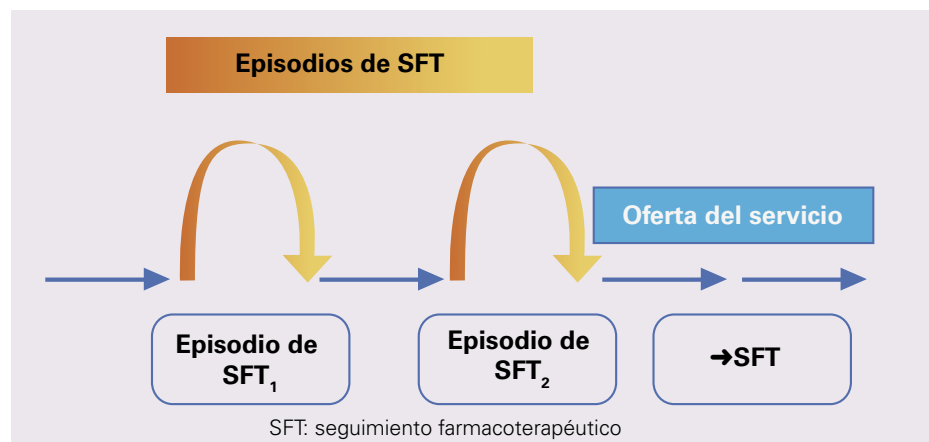 Episodios de SFT
Oferta del servicio
Episodio de
SFT₁
Episodio de
SFT₂
➜SFT
SFT: seguimiento farmacoterapéutico